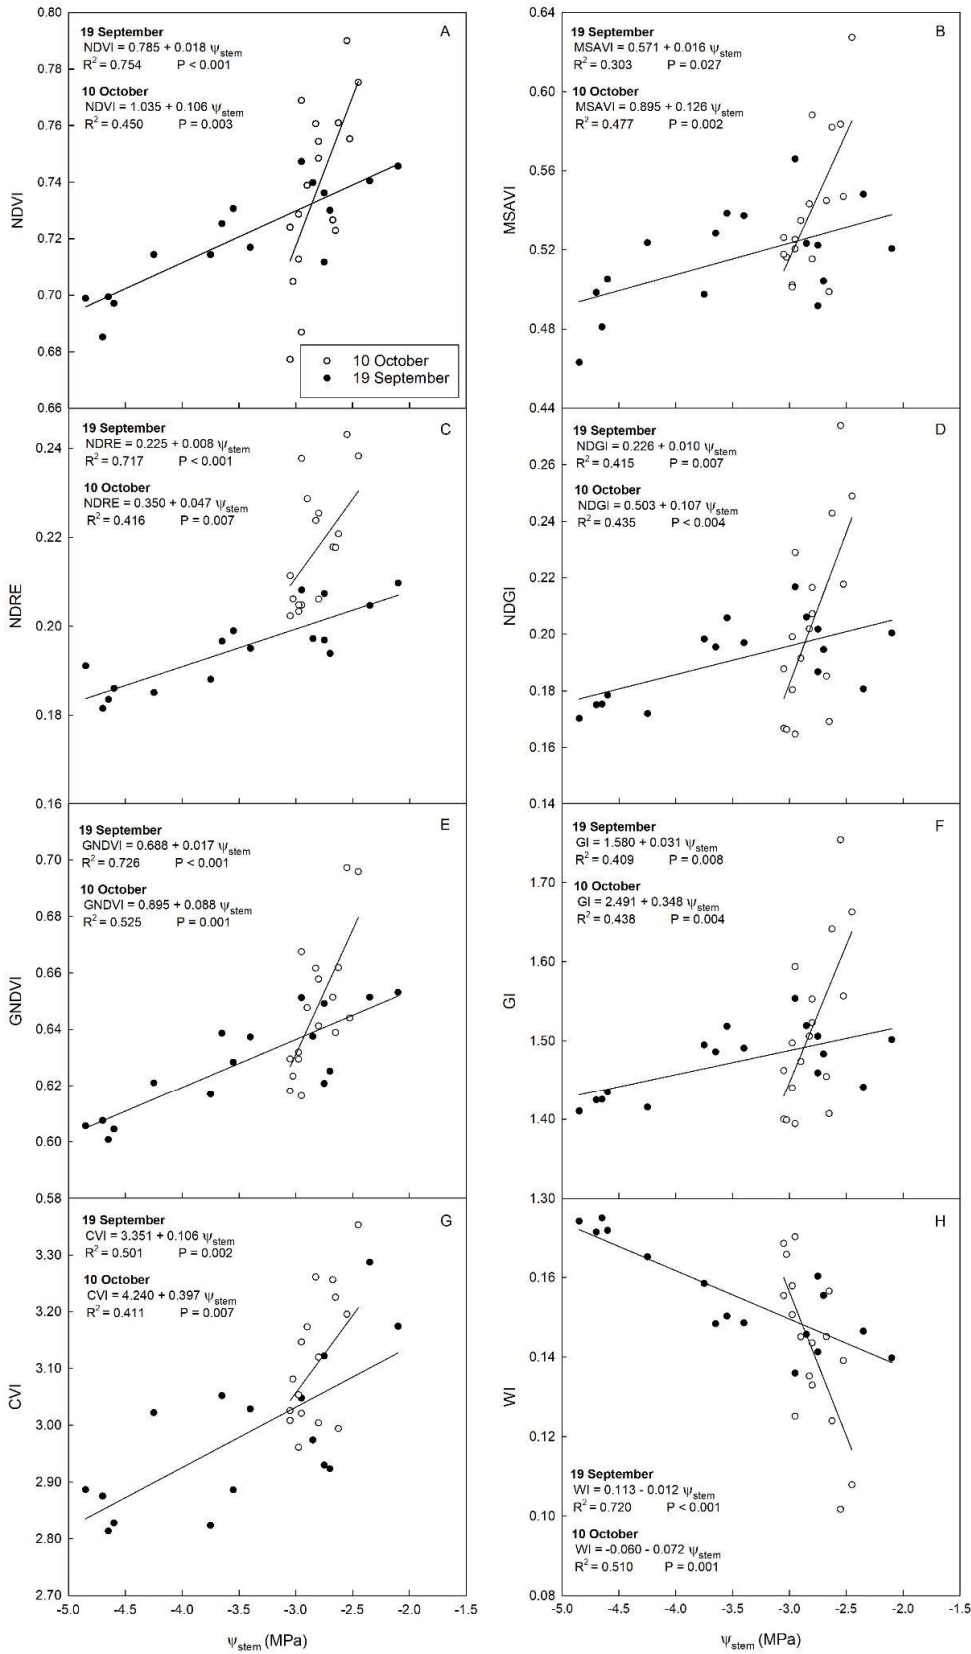 0.80
0.78
0.76
0.74
0.72
0.70
0.68
0.66
NDVI
A
19 September
NDVI = 0.785 + 0.018 ψstem
R² = 0.754 P < 0.001
10 October
NDVI = 1.035 + 0.106 ψstem
R² = 0.450 P = 0.003
10 October
19 September
0.64
0.60
0.56
0.52
0.48
0.44
MSAVI
B
19 September
MSAVI = 0.571 + 0.016 ψstem
R² = 0.303 P = 0.027
10 October
MSAVI = 0.895 + 0.126 ψstem
R² = 0.477 P = 0.002
0.24
0.22
0.20
0.18
0.16
NDRE
C
19 September
NDRE = 0.225 + 0.008 ψstem
R² = 0.717 P < 0.001
10 October
NDRE = 0.350 + 0.047 ψstem
R² = 0.416 P = 0.007
0.26
0.24
0.22
0.20
0.18
0.16
0.14
NDGI
D
19 September
NDGI = 0.226 + 0.010 ψstem
R² = 0.415 P = 0.007
10 October
NDGI = 0.503 + 0.107 ψstem
R² = 0.435 P < 0.004
0.70
0.68
0.66
0.64
0.62
0.60
0.58
GNDVI
E
19 September
GNDVI = 0.688 + 0.017 ψstem
R² = 0.726 P < 0.001
10 October
GNDVI = 0.895 + 0.088 ψstem
R² = 0.525 P = 0.001
1.70
1.60
1.50
1.40
1.30
GI
F
19 September
GI = 1.580 + 0.031 ψstem
R² = 0.409 P = 0.008
10 October
GI = 2.491 + 0.348 ψstem
R² = 0.438 P = 0.004
3.30
3.20
3.10
3.00
2.90
2.80
2.70
CVI
G
19 September
CVI = 3.351 + 0.106 ψstem
R² = 0.501 P = 0.002
10 October
CVI = 4.240 + 0.397 ψstem
R² = 0.411 P = 0.007
-5.0 -4.5 -4.0 -3.5 -3.0 -2.5 -2.0 -1.5
ψstem (MPa)
0.16
0.14
0.12
0.10
0.08
WI
H
19 September
WI = 0.113 - 0.012 ψstem
R² = 0.720 P < 0.001
10 October
WI = -0.060 - 0.072 ψstem
R² = 0.510 P = 0.001
-5.0 -4.5 -4.0 -3.5 -3.0 -2.5 -2.0 -1.5
ψstem (MPa)